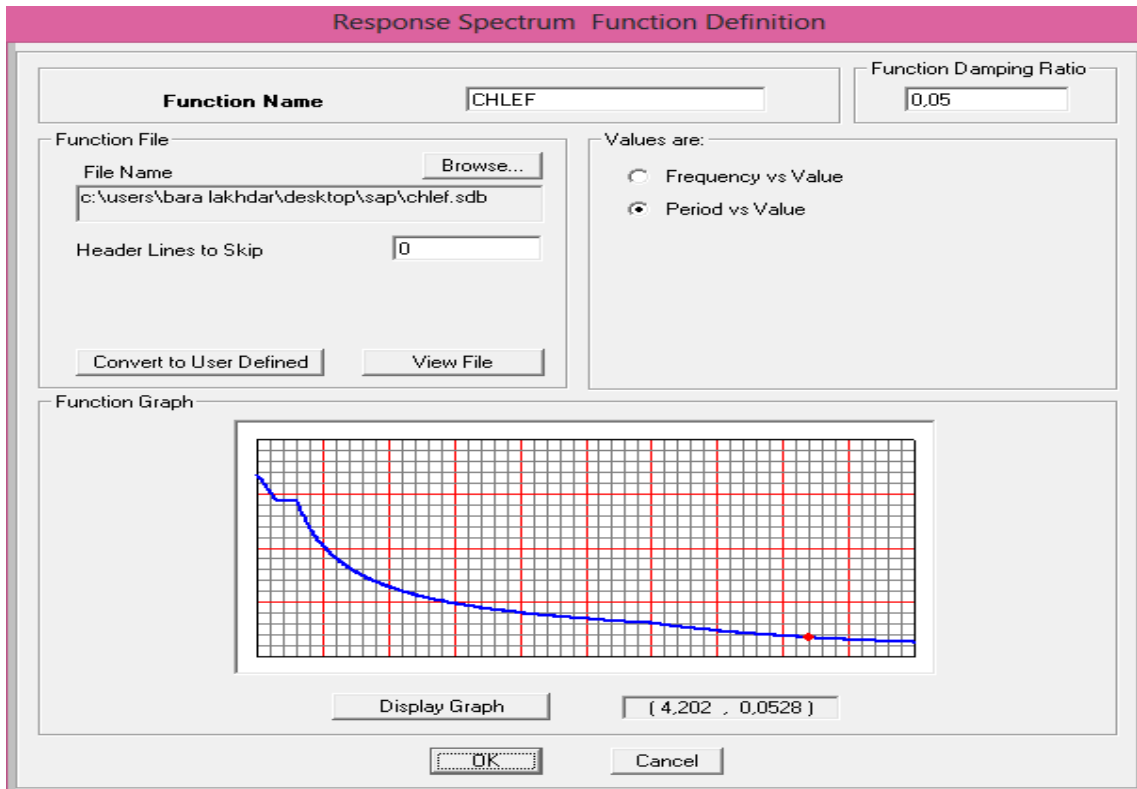 Response Spectrum Function Definition
Function Name
CHLEF
Function Damping Ratio
0,05
Function File
File Name
Browse...
c:\users\bara lakhdar\desktop\sap\chlef.sdb
Header Lines to Skip
0
Convert to User Defined
View File
Values are:
Frequency vs Value
Period vs Value
Function Graph
Display Graph
( 4,202 , 0,0528 )
OK
Cancel